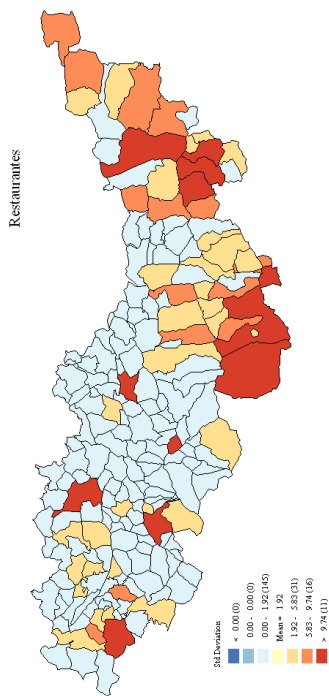 Restaurantes
Std Deviation
< 0.00 (0)
0.00 - 0.00 (0)
0.00 - 1.92 (145)
Mean = 1.92
1.92 - 5.83 (31)
5.83 - 9.74 (16)
> 9.74 (11)